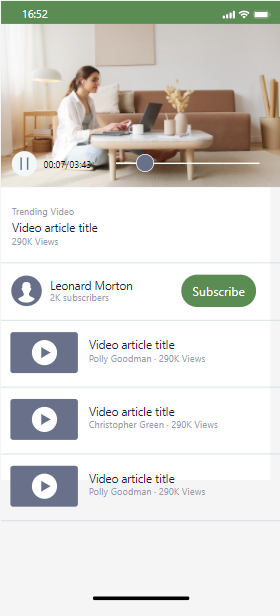 16:52
00:07/03:43
Trending Video
Video article title
290K Views
Leonard Morton
2K subscribers
Subscribe
Video article title
Polly Goodman · 290K Views
Video article title
Christopher Green · 290K Views
Video article title
Polly Goodman · 290K Views